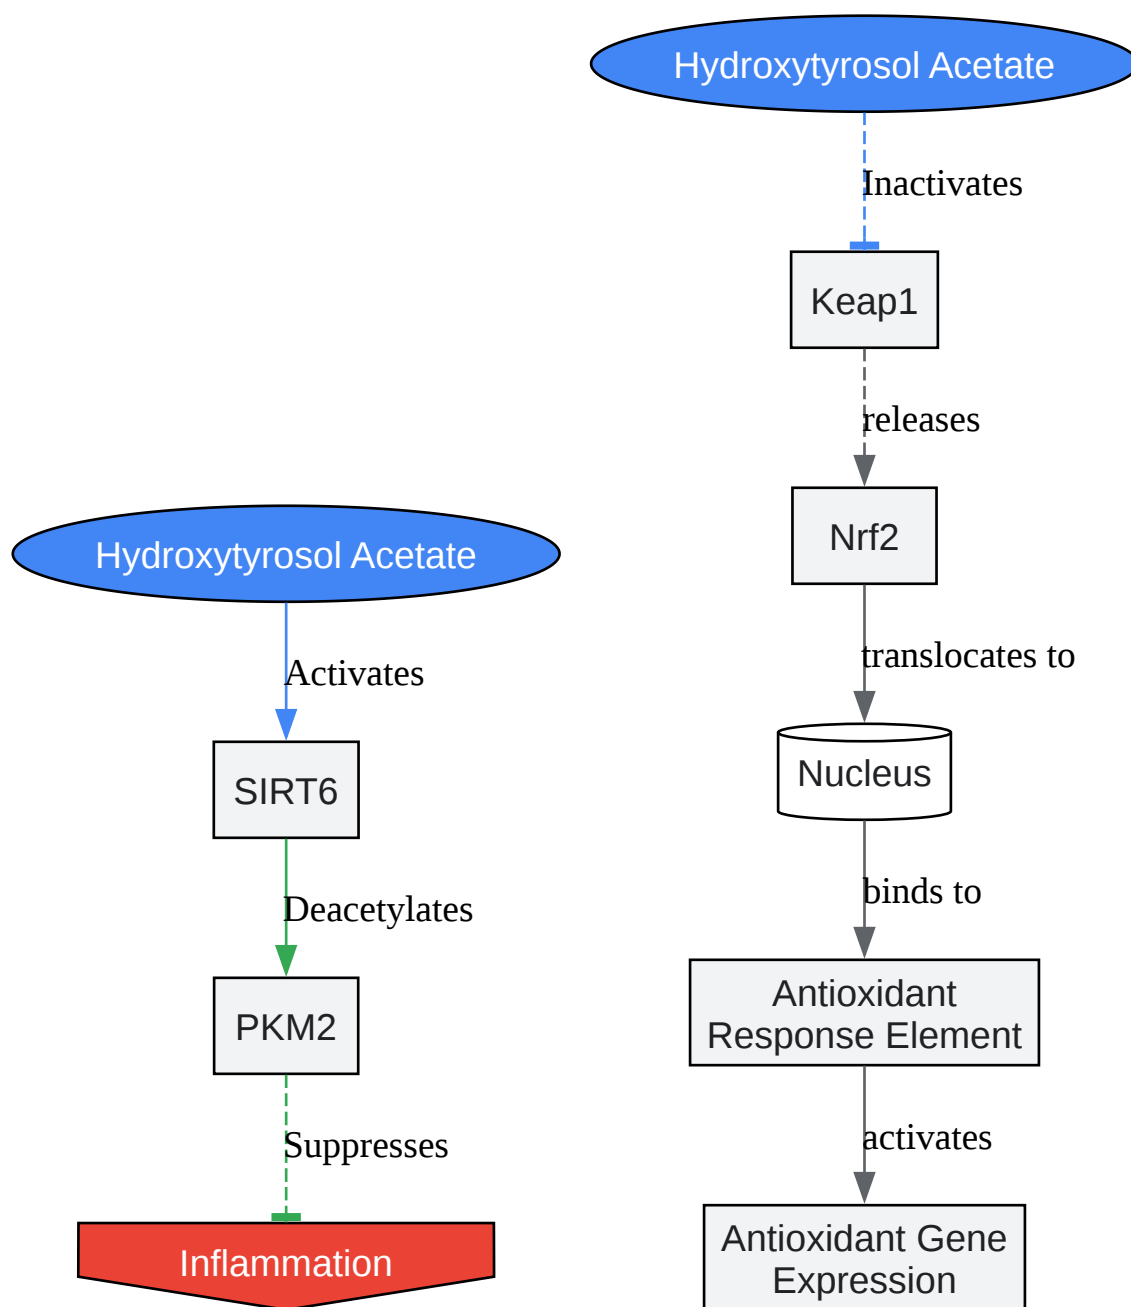 Hydroxytyrosol Acetate
Activates
SIRT6
Deacetylates
PKM2
Suppresses
Inflammation
Hydroxytyrosol Acetate
Inactivates
Keap1
releases
Nrf2
translocates to
Nucleus
binds to
Antioxidant
Response Element
activates
Antioxidant Gene
Expression